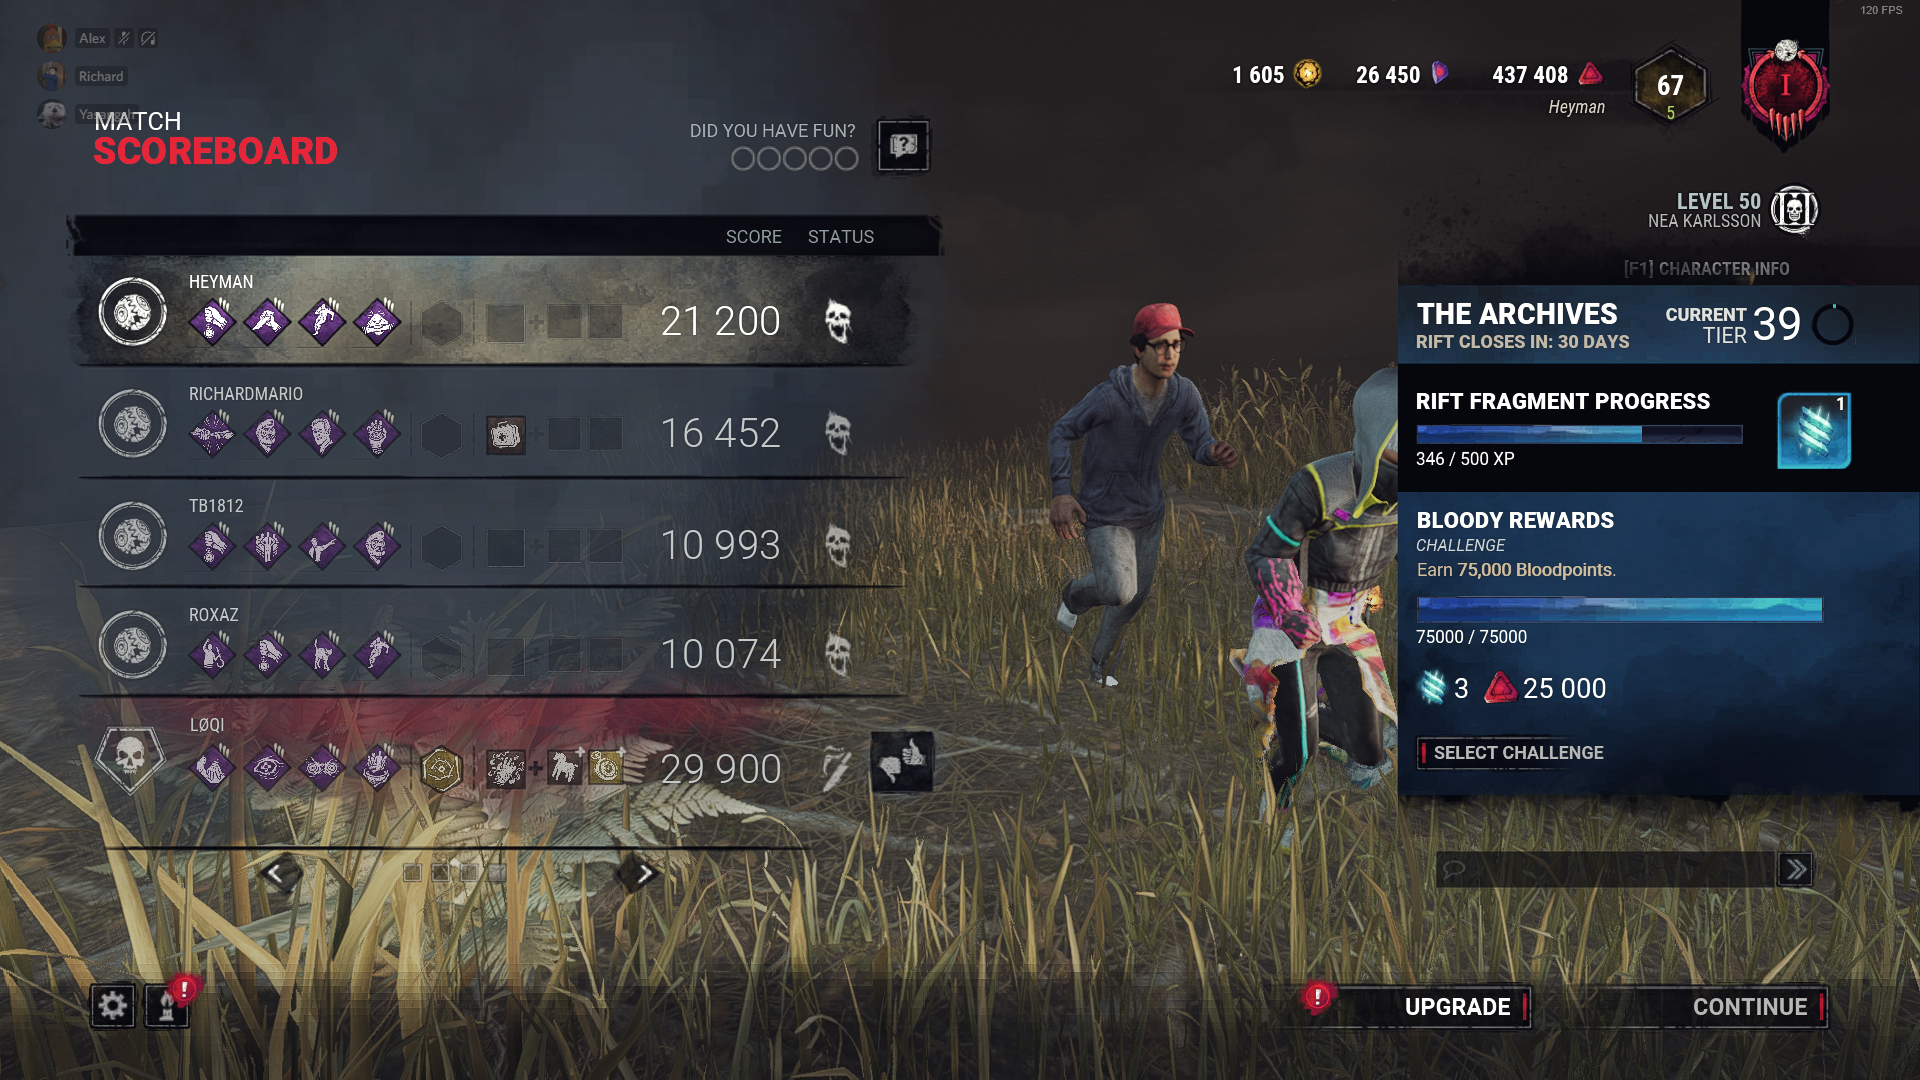 120 FPS
Alex
Richard
MATCH
SCOREBOARD
DID YOU HAVE FUN?
1 605
26 450
437 408
Heyman
67
5
I
LEVEL 50
NEA KARLSSON
[F1] CHARACTER INFO
SCORE STATUS
HEYMAN
21 200
RICHARDMARIO
16 452
TB1812
10 993
ROXAZ
10 074
LØQI
29 900
THE ARCHIVES
RIFT CLOSES IN: 30 DAYS
CURRENT
TIER 39
RIFT FRAGMENT PROGRESS
1
346 / 500 XP
BLOODY REWARDS
CHALLENGE
Earn 75,000 Bloodpoints.
75000 / 75000
3
25 000
SELECT CHALLENGE
UPGRADE
CONTINUE